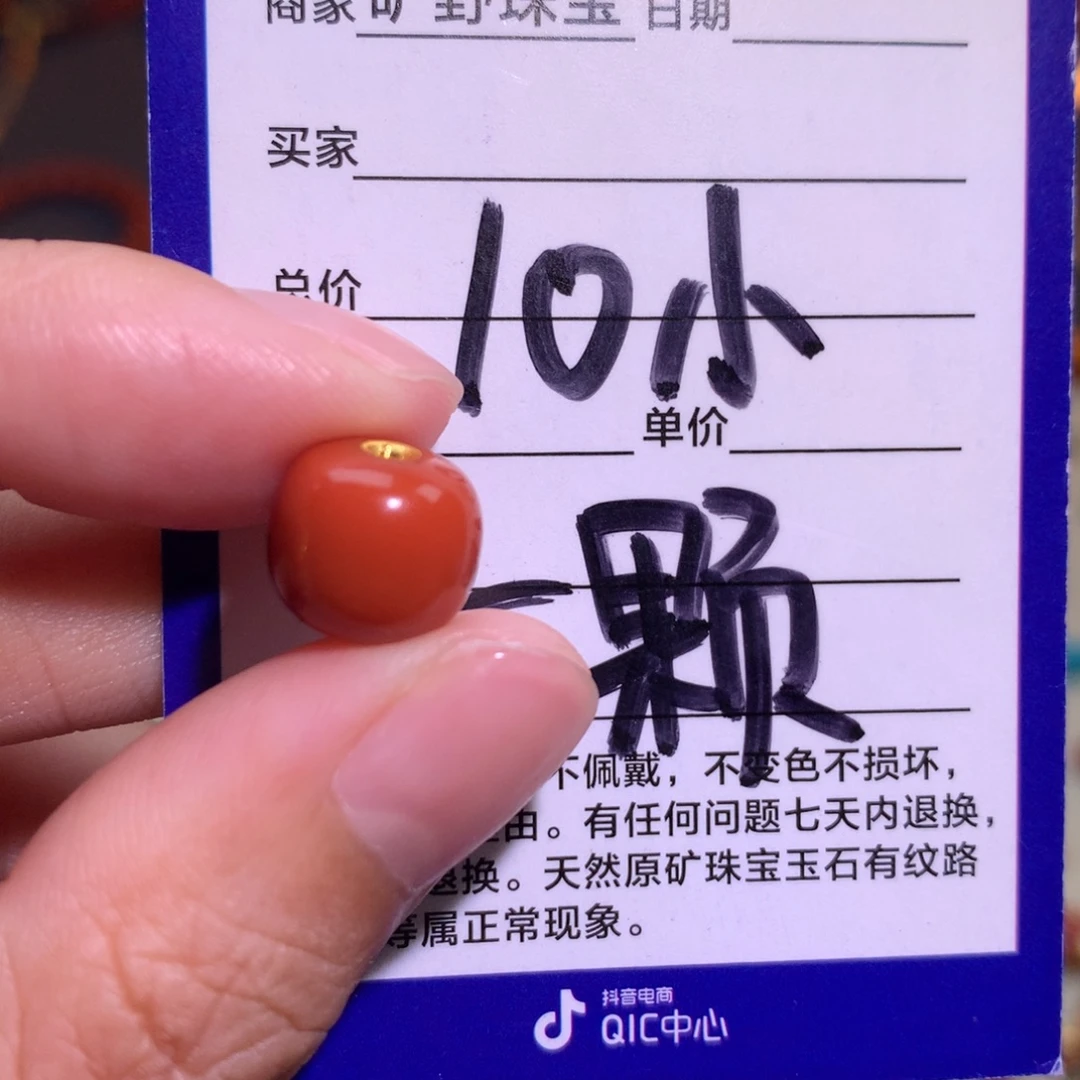 商家 矿野珠宝 日期
买家
总价 10小
单价
一颗
不佩戴，不变色不损坏，
由。有任何问题七天内退换，
退换。天然原矿珠宝玉石有纹路
等属正常现象。
抖音电商
QIC中心